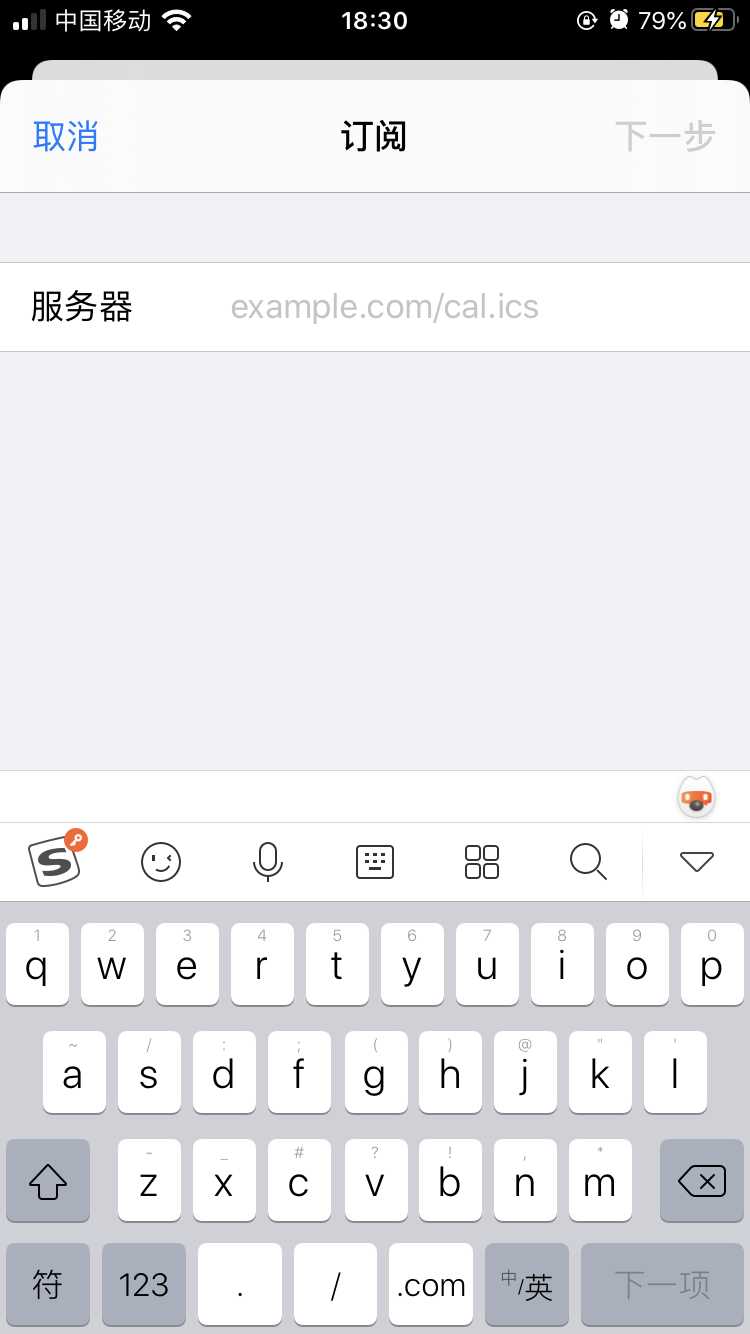 中国移动 18:30 79%
取消 订阅 下一步
服务器 example.com/cal.ics
S
1 2 3 4 5 6 7 8 9 0
q w e r t y u i o p
~ / : ; ( ) @ " '
a s d f g h j k l
- _ # ? ! , *
z x c v b n m
符 123 . / .com 中/英 下一项